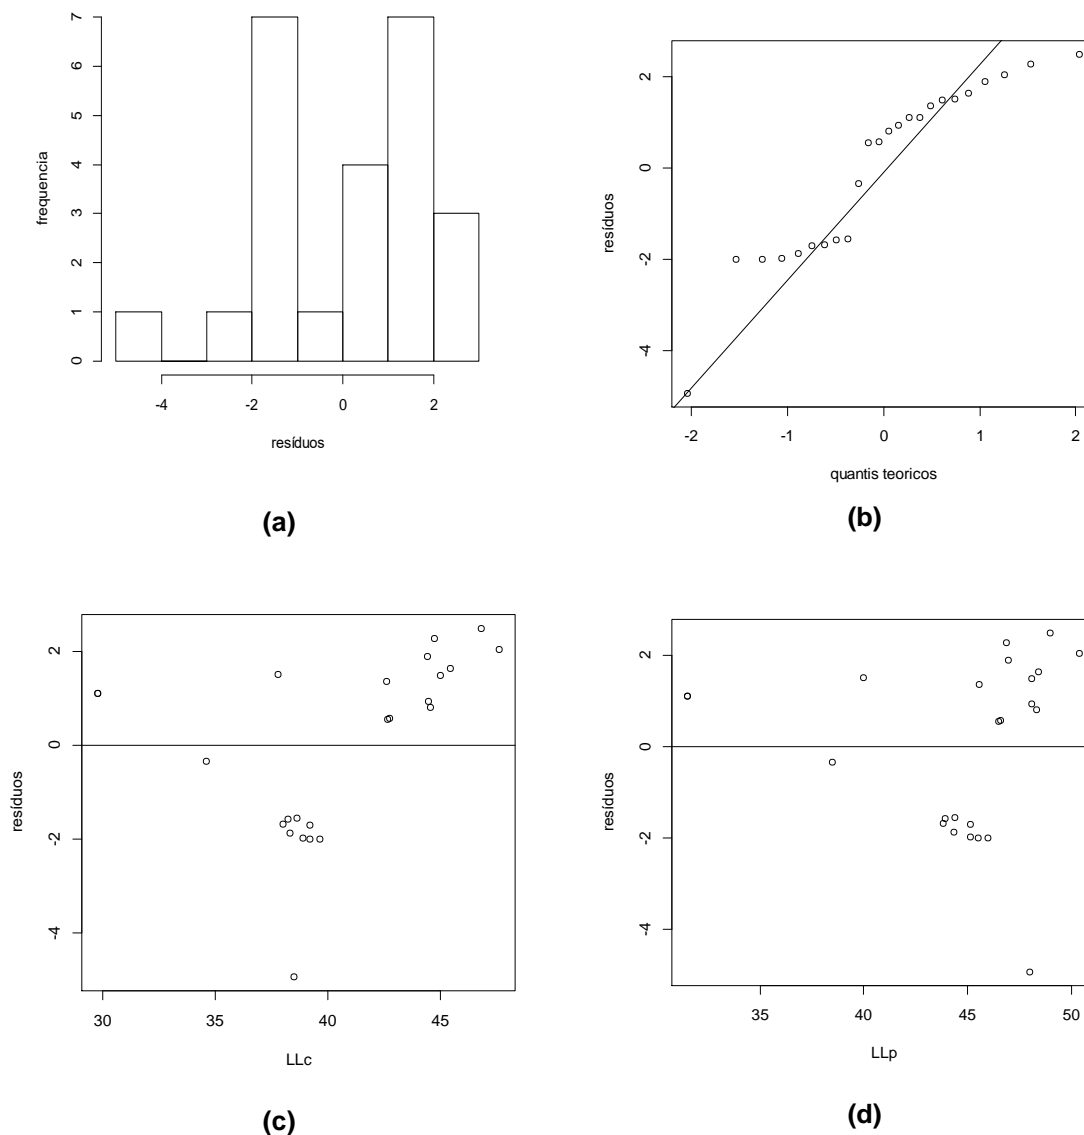 7
6
5
4
3
2
1
0
frequencia
-4 -2 0 2
resíduos
(a)
2
0
-2
-4
resíduos
-2 -1 0 1 2
quantis teoricos
(b)
2
0
-2
-4
resíduos
30 35 40 45
LLc
(c)
2
0
-2
-4
resíduos
35 40 45 50
LLp
(d)